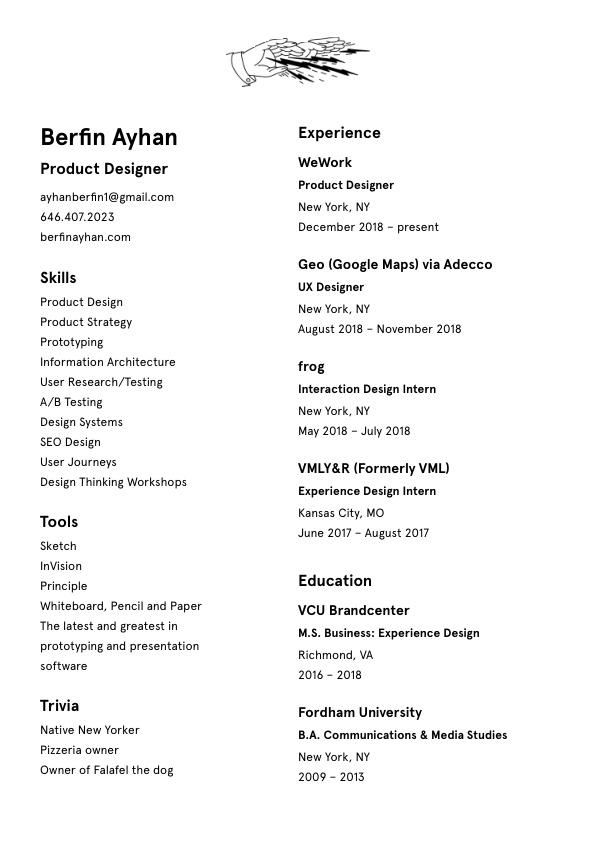 Berfin Ayhan
Product Designer
ayhanberfin1@gmail.com
646.407.2023
berfinayhan.com
Skills
Product Design
Product Strategy
Prototyping
Information Architecture
User Research/Testing
A/B Testing
Design Systems
SEO Design
User Journeys
Design Thinking Workshops
Tools
Sketch
InVision
Principle
Whiteboard, Pencil and Paper
The latest and greatest in
prototyping and presentation
software
Trivia
Native New Yorker
Pizzeria owner
Owner of Falafel the dog
Experience
WeWork
Product Designer
New York, NY
December 2018 – present
Geo (Google Maps) via Adecco
UX Designer
New York, NY
August 2018 – November 2018
frog
Interaction Design Intern
New York, NY
May 2018 – July 2018
VMLY&R (Formerly VML)
Experience Design Intern
Kansas City, MO
June 2017 – August 2017
Education
VCU Brandcenter
M.S. Business: Experience Design
Richmond, VA
2016 – 2018
Fordham University
B.A. Communications & Media Studies
New York, NY
2009 – 2013